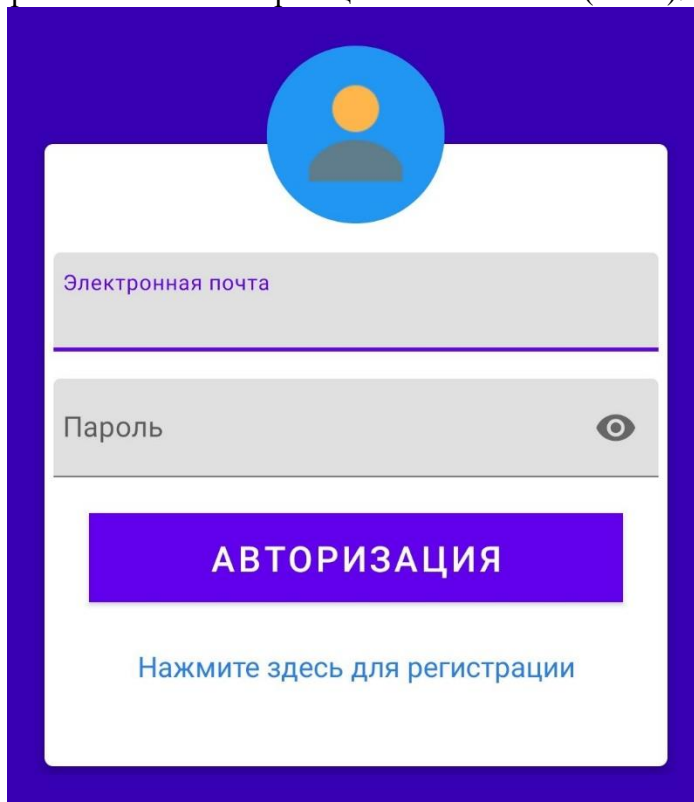 Электронная почта
Пароль
АВТОРИЗАЦИЯ
Нажмите здесь для регистрации